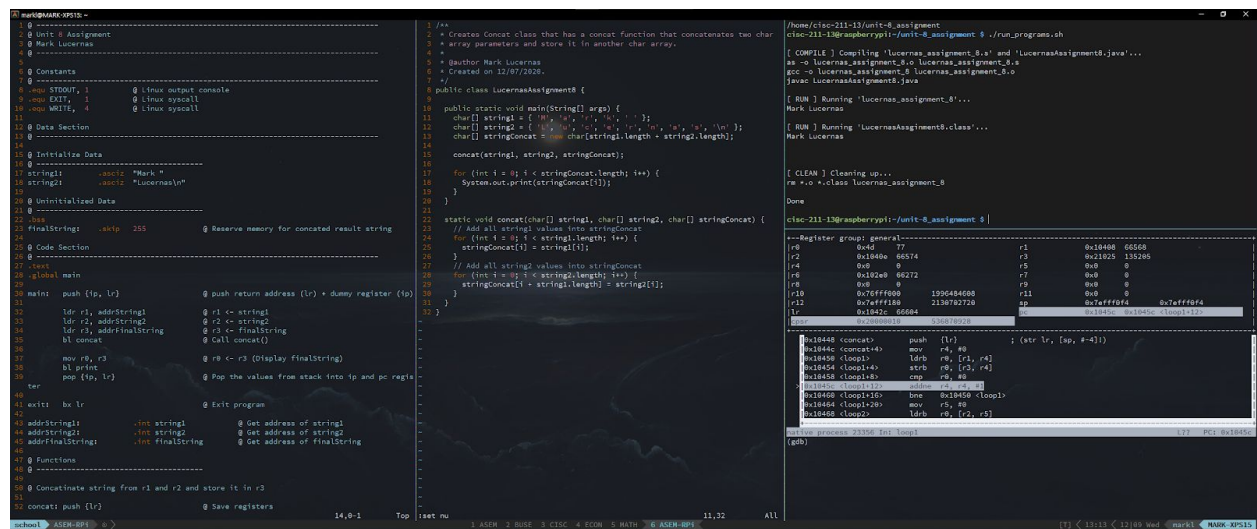 markl@MARK-XPS15: ~
1 @ ----------------------------------------------------------------
2 @ Unit 8 Assignment
3 @ Mark Lucernas
4 @ ----------------------------------------------------------------
5
6 @ Constants
7 @ ----------------------------------------------------------------
8 .equ STDOUT, 1 @ Linux output console
9 .equ EXIT, 1 @ Linux syscall
10 .equ WRITE, 4 @ Linux syscall
11
12 @ Data Section
13 @ ----------------------------------------------------------------
14
15 @ Initialize Data
16 @ --------------------------------
17 string1: .asciz "Mark "
18 string2: .asciz "Lucernas\n"
19
20 @ Uninitialized Data
21 @ --------------------------------
22 .bss
23 finalString: .skip 255 @ Reserve memory for concated result string
24
25 @ Code Section
26 @ ----------------------------------------------------------------
27 .text
28 .global main
29
30 main: push {ip, lr} @ push return address (lr) + dummy register (ip)
31
32 ldr r1, addrString1 @ r1 <- string1
33 ldr r2, addrString2 @ r2 <- string2
34 ldr r3, addrFinalString @ r3 <- finalString
35 bl concat @ Call concat()
36
37 mov r0, r3 @ r0 <- r3 (Display finalString)
38 bl print
39 pop {ip, lr} @ Pop the values from stack into ip and pc regis
ter
40
41 exit: bx lr @ Exit program
42
43 addrString1: .int string1 @ Get address of string1
44 addrString2: .int string2 @ Get address of string2
45 addrFinalString: .int finalString @ Get address of finalString
46
47 @ Functions
48 @ --------------------------------
49
50 @ Concatinate string from r1 and r2 and store it in r3
51
52 concat: push {lr} @ Save registers
14,0-1 Top
1 /**
2 * Creates Concat class that has a concat function that concatenates two char
3 * array parameters and store it in another char array.
4 *
5 * @author Mark Lucernas
6 * Created on 12/07/2020.
7 */
8 public class LucernasAssignment8 {
9
10 public static void main(String[] args) {
11 char[] string1 = { 'M', 'a', 'r', 'k', ' ' };
12 char[] string2 = { 'L', 'u', 'c', 'e', 'r', 'n', 'a', 's', '\n' };
13 char[] stringConcat = new char[string1.length + string2.length];
14
15 concat(string1, string2, stringConcat);
16
17 for (int i = 0; i < stringConcat.length; i++) {
18 System.out.print(stringConcat[i]);
19 }
20 }
21
22 static void concat(char[] string1, char[] string2, char[] stringConcat) {
23 // Add all string1 values into stringConcat
24 for (int i = 0; i < string1.length; i++) {
25 stringConcat[i] = string1[i];
26 }
27 // Add all string2 values into stringConcat
28 for (int i = 0; i < string2.length; i++) {
29 stringConcat[i + string1.length] = string2[i];
30 }
31 }
32 }
:set nu 11,32 All
/home/cisc-211-13/unit-8_assignment
cisc-211-13@raspberrypi:~/unit-8_assignment $ ./run_programs.sh
[ COMPILE ] Compiling 'lucernas_assignment_8.s' and 'LucernasAssignment8.java'...
as -o lucernas_assignment_8.o lucernas_assignment_8.s
gcc -o lucernas_assignment_8 lucernas_assignment_8.o
javac LucernasAssignment8.java
[ RUN ] Running 'lucernas_assignment_8'...
Mark Lucernas
[ RUN ] Running 'LucernasAssginment8.class'...
Mark Lucernas
[ CLEAN ] Cleaning up...
rm *.o *.class lucernas_assignment_8
Done
cisc-211-13@raspberrypi:~/unit-8_assignment $
+--Register group: general--
|r0 0x4d 77 r1 0x10408 66568
|r2 0x1040e 66574 r3 0x21025 135205
|r4 0x0 0 r5 0x0 0
|r6 0x102e0 66272 r7 0x0 0
|r8 0x0 0 r9 0x0 0
|r10 0x76fff000 1996484608 r11 0x0 0
|r12 0x7efff180 2130702720 sp 0x7efff0f4 0x7efff0f4
|lr 0x1042c 66604 pc 0x1045c 0x1045c <loop1+12>
|cpsr 0x20000010 536870928
0x10448 <concat> push {lr} ; (str lr, [sp, #-4]!)
0x1044c <concat+4> mov r4, #0
0x10450 <loop1> ldrb r0, [r1, r4]
0x10454 <loop1+4> strb r0, [r3, r4]
0x10458 <loop1+8> cmp r0, #0
>0x1045c <loop1+12> addne r4, r4, #1
0x10460 <loop1+16> bne 0x10450 <loop1>
0x10464 <loop1+20> mov r5, #0
0x10468 <loop2> ldrb r0, [r2, r5]
native process 23356 In: loop1 L77 PC: 0x1045c
(gdb)
school ASEM-RPi 1 ASEM 2 BUSE 3 CISC 4 ECON 5 MATH 6 ASEM-RPi [T] < 13:13 < 12|09 Wed markl MARK-XPS15